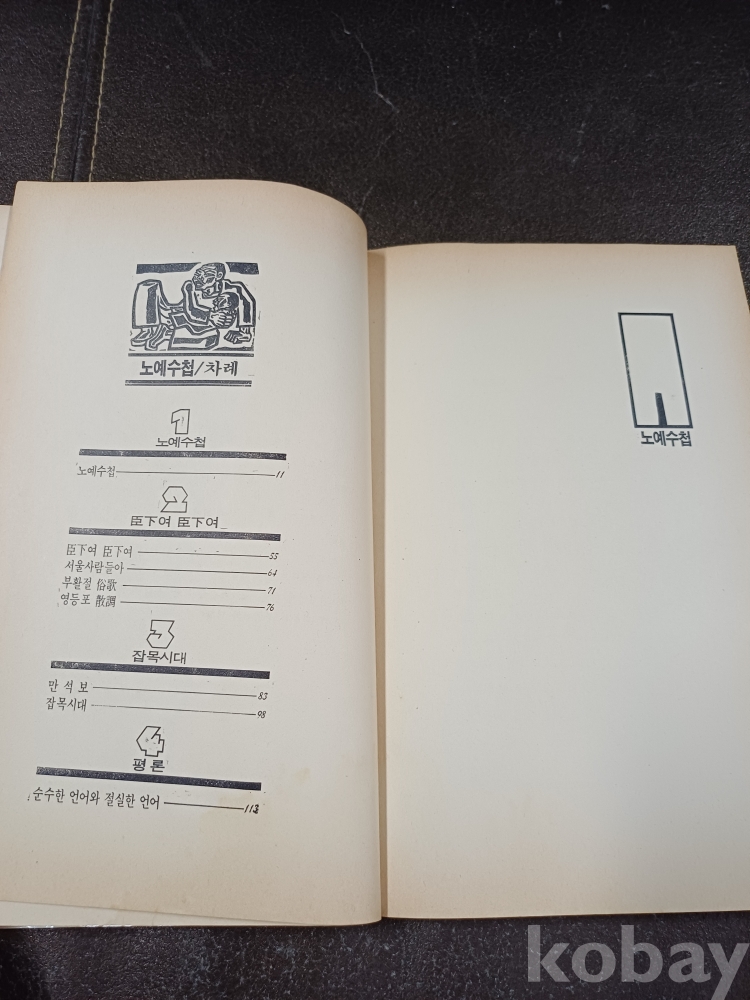 노예수첩/차례
1
노예수첩
노예수첩 11
2
臣下여 臣下여
臣下여 臣下여 55
서울사람들아 64
부활절 俗歌 71
영등포 散調 76
3
잡목시대
만석보 83
잡목시대 98
4
평론
순수한 언어와 절실한 언어 113
노예수첩
kobay